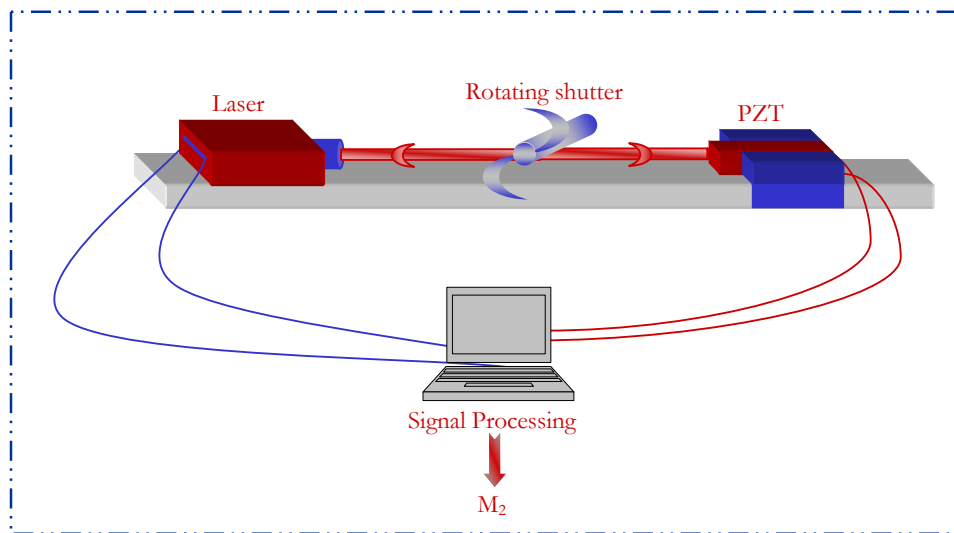 Rotating shutter
Laser
PZT
Signal Processing
M₂